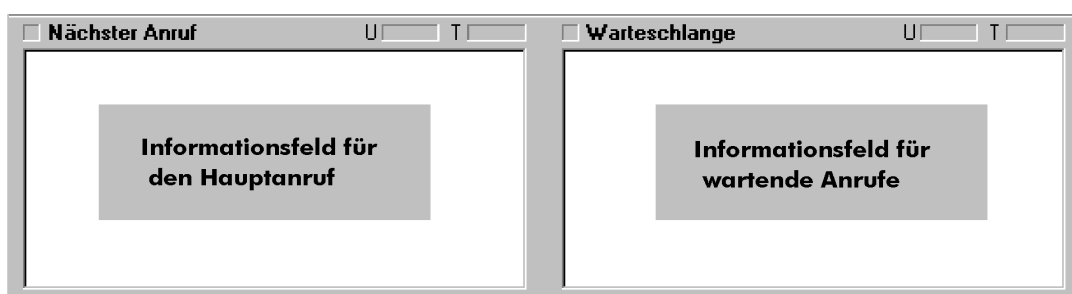 Nächster Anruf U T
Informationsfeld für
den Hauptanruf
Warteschlange U T
Informationsfeld für
wartende Anrufe